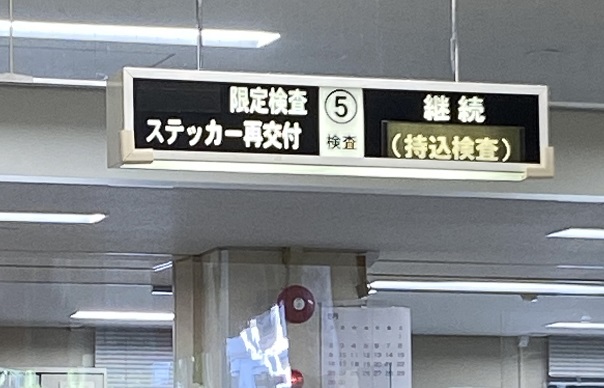 限定検査
ステッカー再交付
⑤
検査
継続
(持込検査)